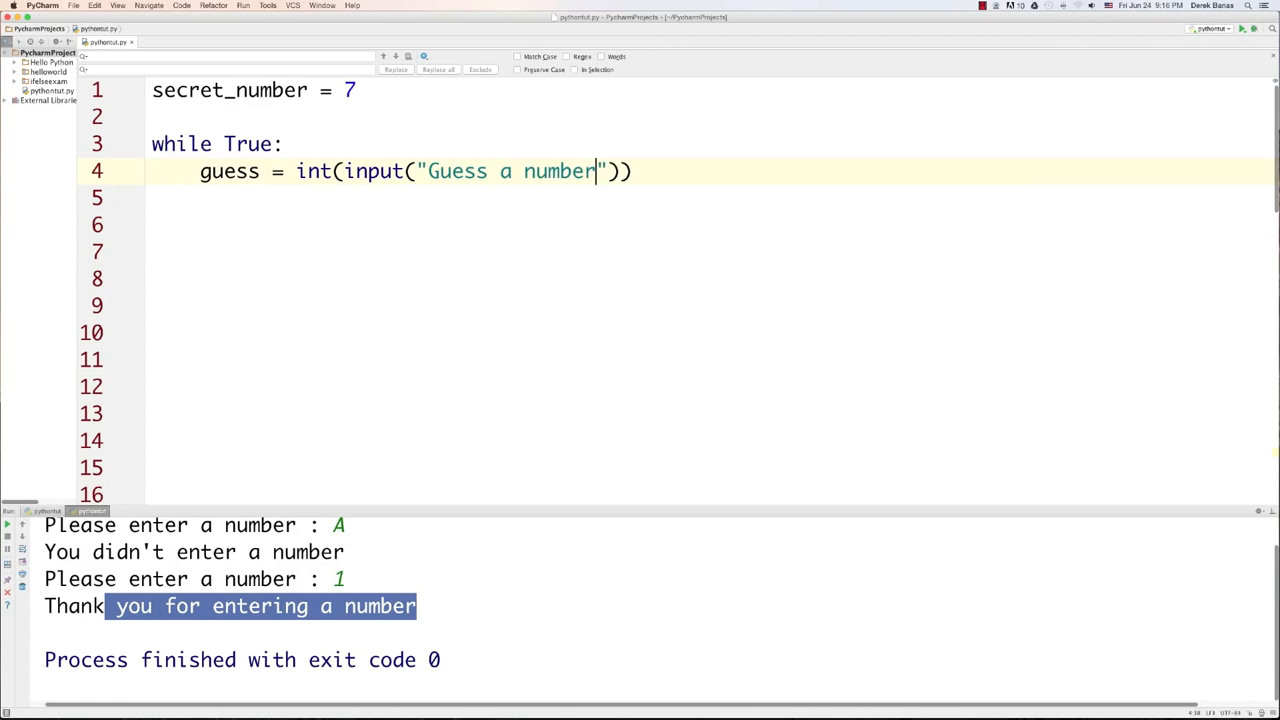 PyCharm File Edit View Navigate Code Refactor Run Tools VCS Window Help
Fri Jun 24 9:16 PM Derek Banas
pythontut.py - PycharmProjects - [~/PycharmProjects]
PycharmProjects pythontut.py
pythontut
pythontut.py
PycharmProject
Hello Python
helloworld
ifelseexam
pythontut.py
External Librarie
Match Case Regex Words
Replace Replace all Exclude Preserve Case In Selection
1 secret_number = 7
2
3 while True:
4 guess = int(input("Guess a number"))
5
6
7
8
9
10
11
12
13
14
15
16
Run: pythontut pythontut
Please enter a number : A
You didn't enter a number
Please enter a number : 1
Thank you for entering a number
Process finished with exit code 0
4:38 LF‡ UTF-8‡